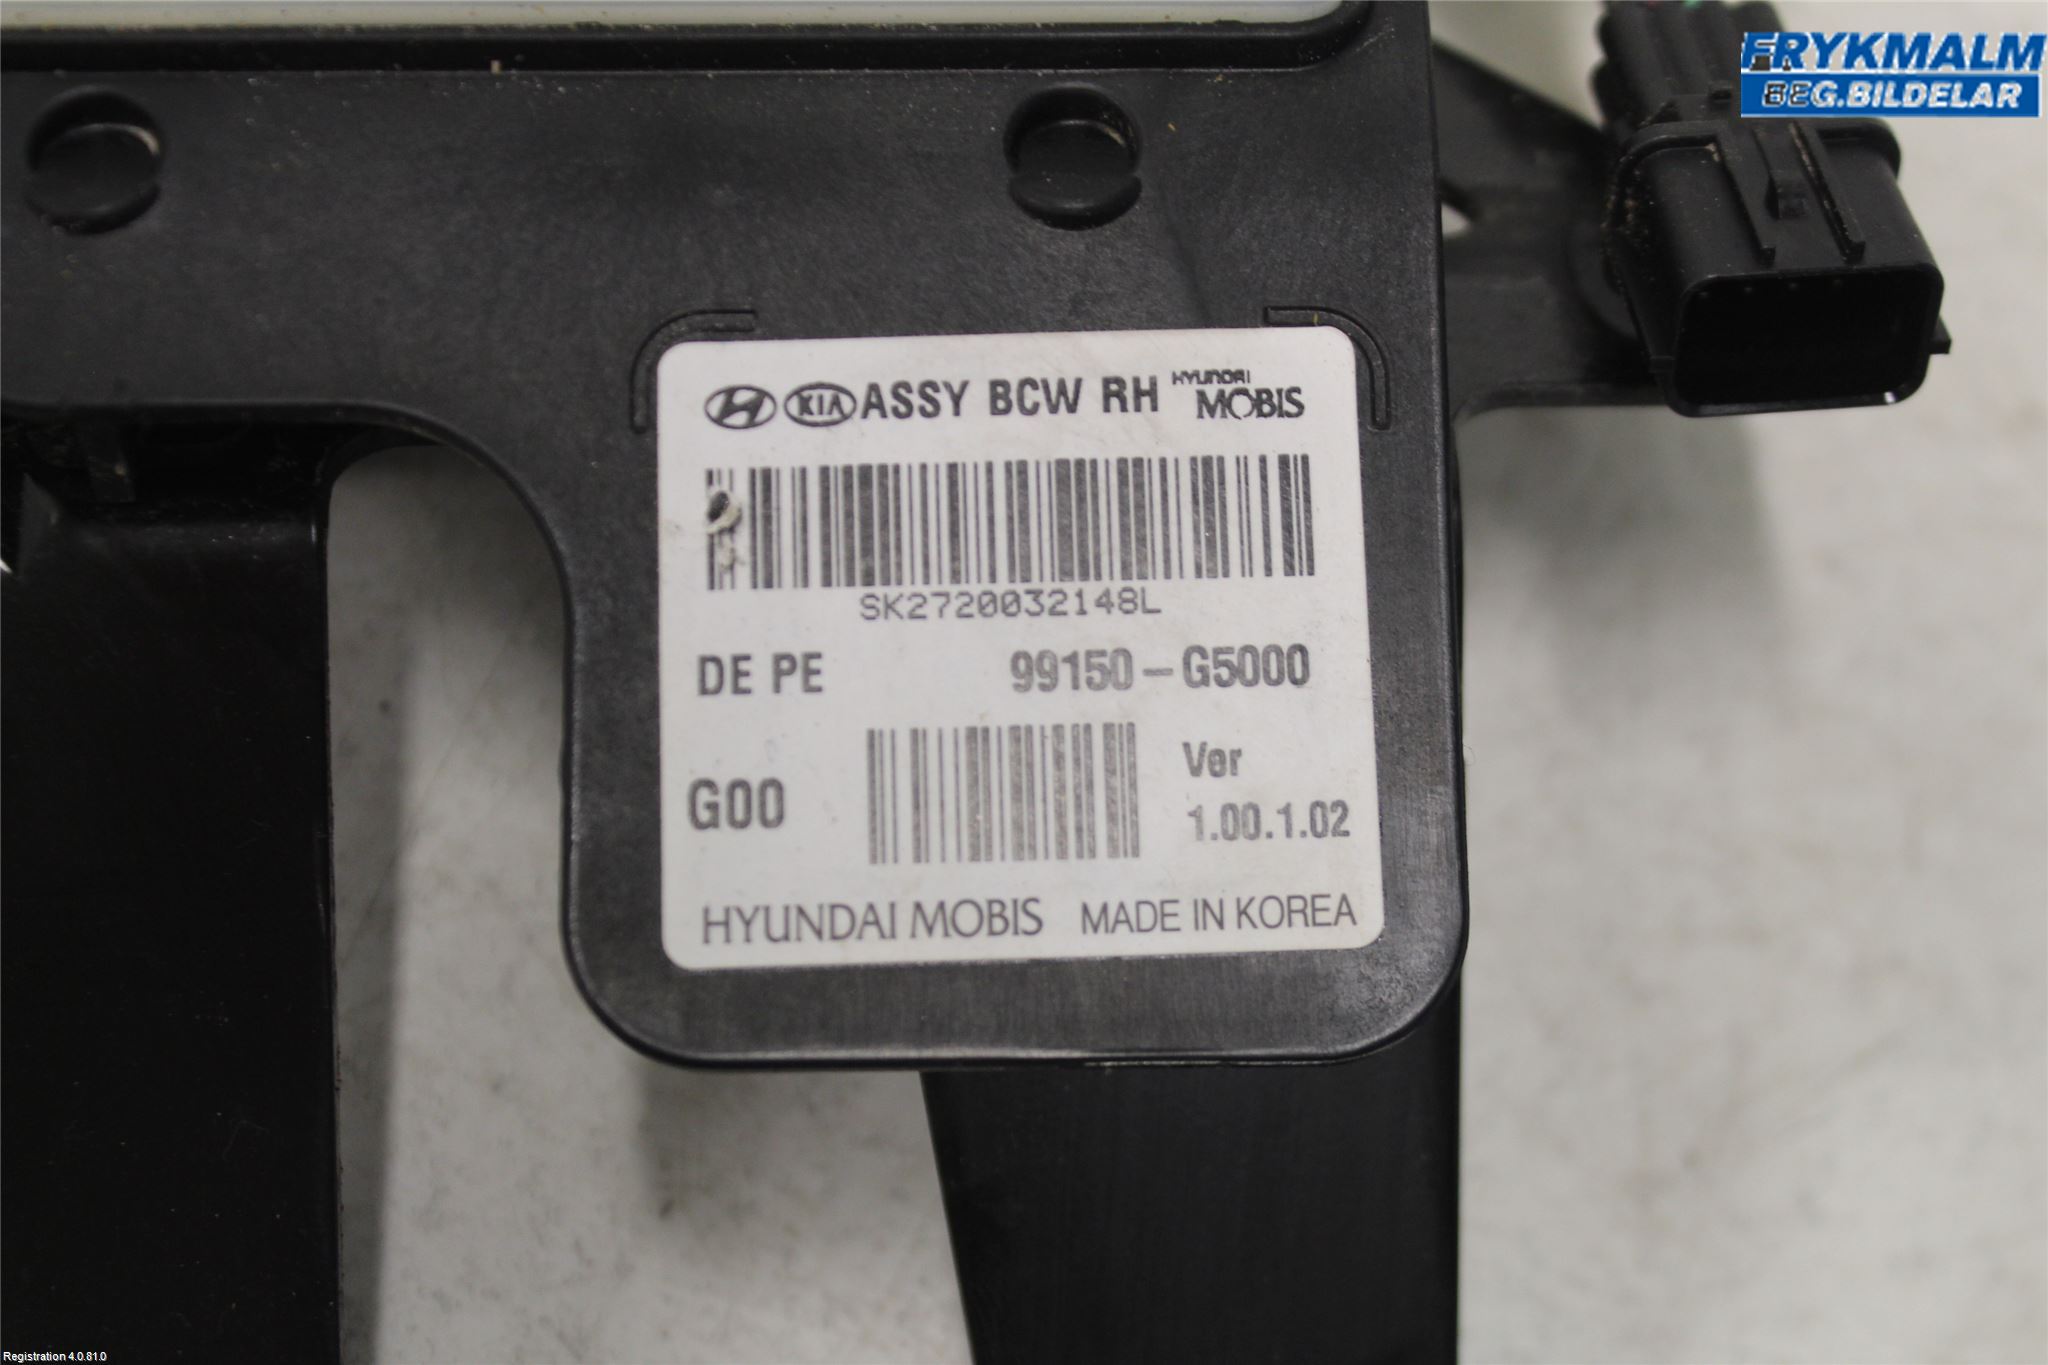 FRYKMALM
BEG.BILDELAR
KIA ASSY BCW RH HYUNDAI MOBIS
SK2720032148L
DE PE 99150-G5000
G00
Ver
1.00.1.02
HYUNDAI MOBIS MADE IN KOREA
Registration 4.0.81.0